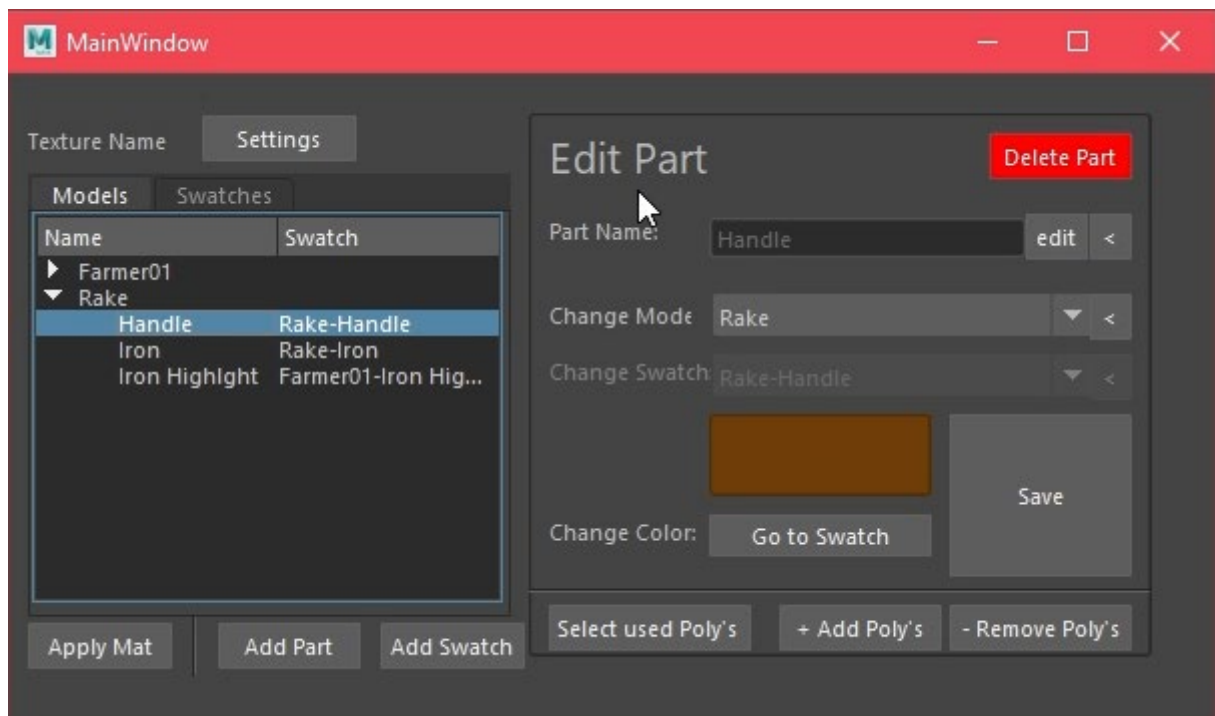 MainWindow
Texture Name Settings
Models Swatches
Name Swatch
Farmer01
Rake
Handle Rake-Handle
Iron Rake-Iron
Iron Highlght Farmer01-Iron Hig...
Apply Mat Add Part Add Swatch
Edit Part Delete Part
Part Name: Handle edit <
Change Mode Rake <
Change Swatch: Rake-Handle <
Save
Change Color: Go to Swatch
Select used Poly's + Add Poly's - Remove Poly's